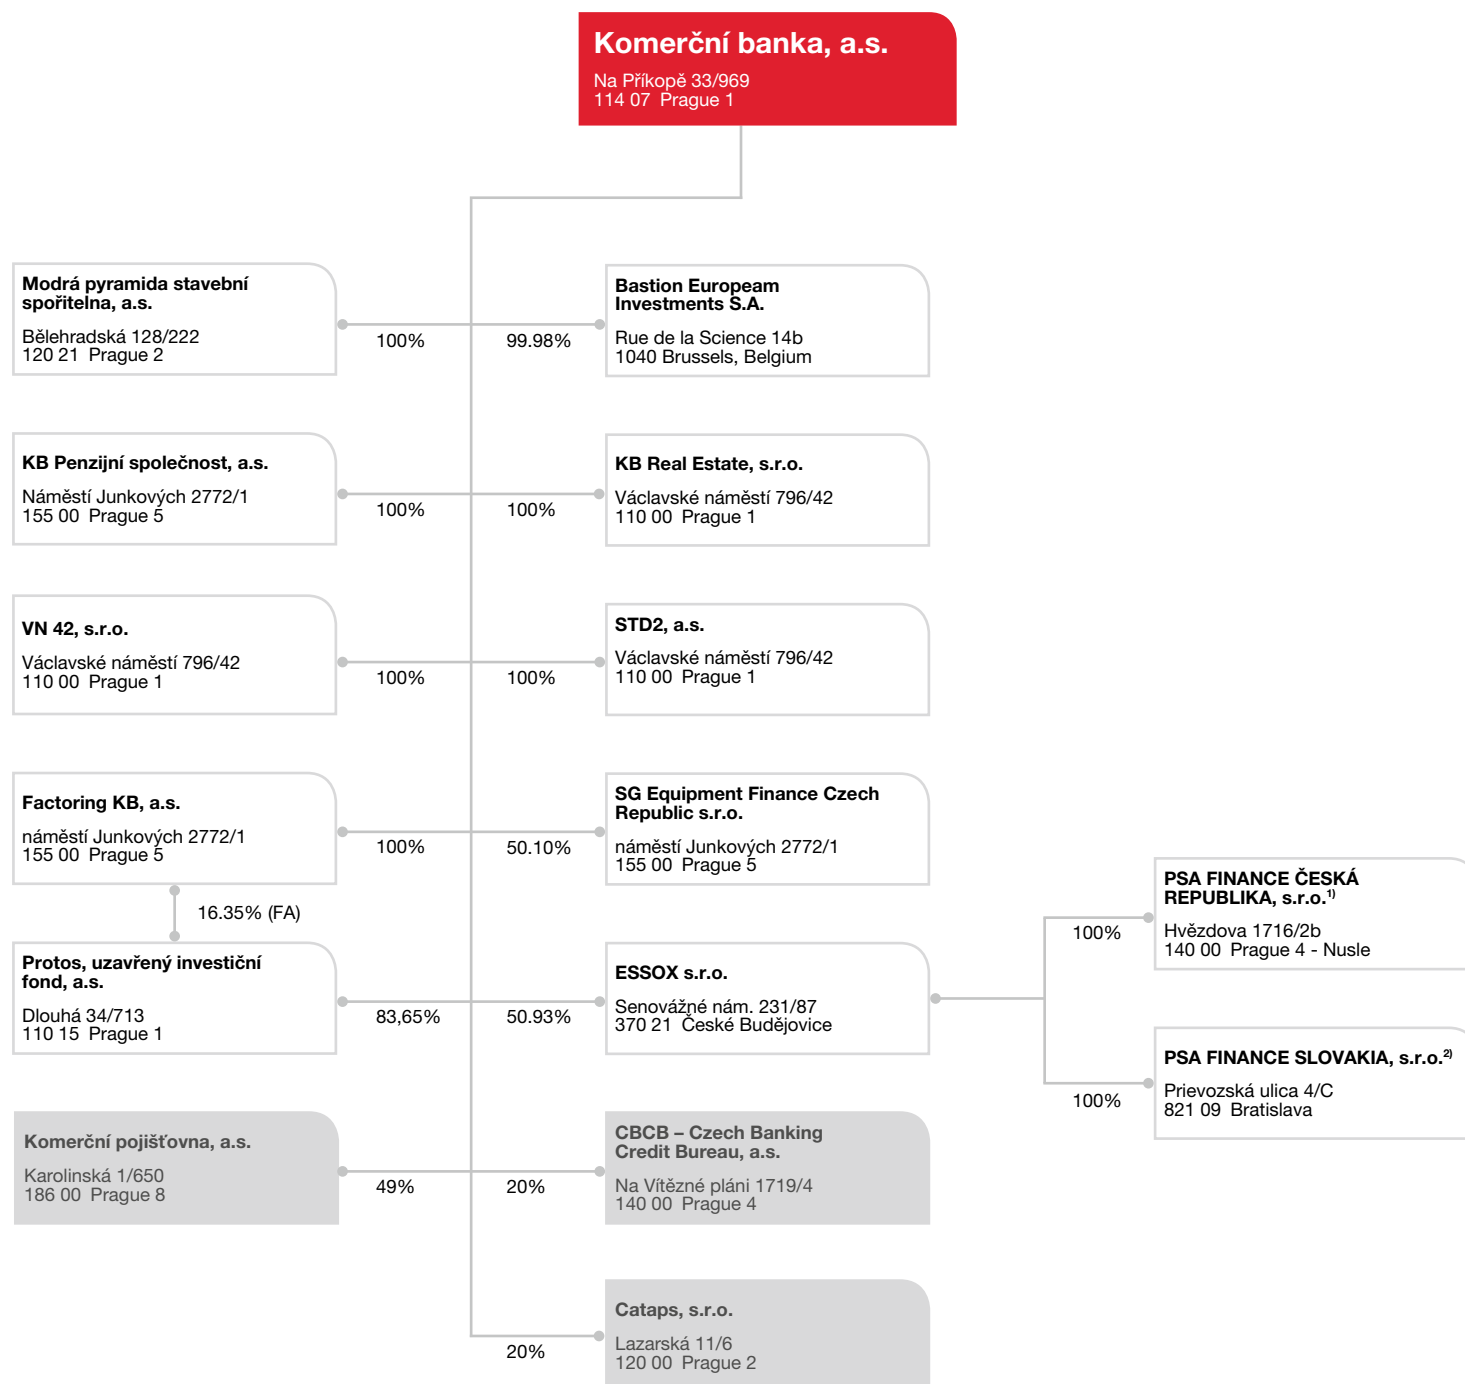 Komerční banka, a.s.
Na Příkopě 33/969
114 07 Prague 1
Modrá pyramida stavební
spořitelna, a.s.
Bělehradská 128/222
120 21 Prague 2
100%
99.98%
Bastion Europeam
Investments S.A.
Rue de la Science 14b
1040 Brussels, Belgium
KB Penzijní společnost, a.s.
Náměstí Junkových 2772/1
155 00 Prague 5
100%
100%
KB Real Estate, s.r.o.
Václavské náměstí 796/42
110 00 Prague 1
VN 42, s.r.o.
Václavské náměstí 796/42
110 00 Prague 1
100%
100%
STD2, a.s.
Václavské náměstí 796/42
110 00 Prague 1
Factoring KB, a.s.
náměstí Junkových 2772/1
155 00 Prague 5
100%
50.10%
SG Equipment Finance Czech
Republic s.r.o.
náměstí Junkových 2772/1
155 00 Prague 5
16.35% (FA)
Protos, uzavřený investiční
fond, a.s.
Dlouhá 34/713
110 15 Prague 1
83,65%
50.93%
ESSOX s.r.o.
Senovážné nám. 231/87
370 21 České Budějovice
100%
PSA FINANCE ČESKÁ
REPUBLIKA, s.r.o.1)
Hvězdova 1716/2b
140 00 Prague 4 - Nusle
100%
PSA FINANCE SLOVAKIA, s.r.o.2)
Prievozská ulica 4/C
821 09 Bratislava
Komerční pojišťovna, a.s.
Karolinská 1/650
186 00 Prague 8
49%
20%
CBCB – Czech Banking
Credit Bureau, a.s.
Na Vítězné pláni 1719/4
140 00 Prague 4
20%
Cataps, s.r.o.
Lazarská 11/6
120 00 Prague 2